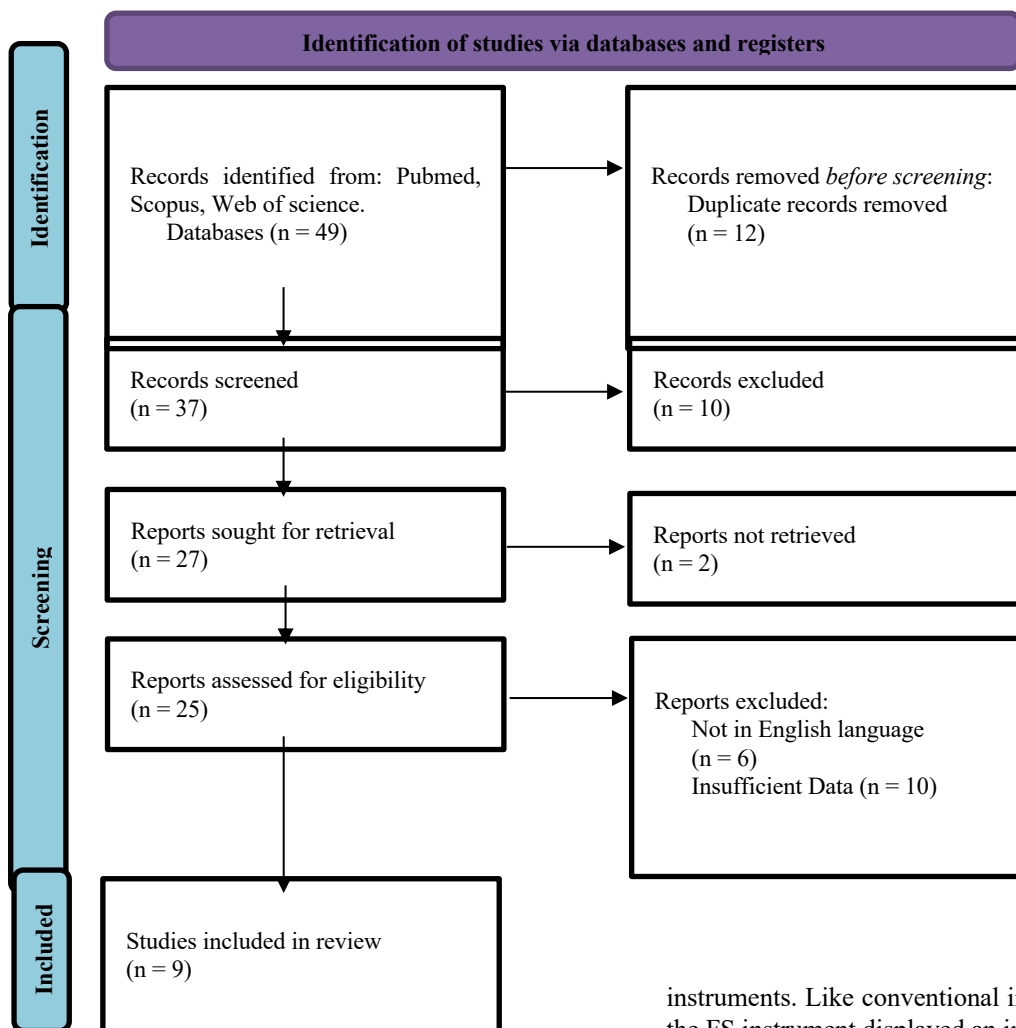 Identification of studies via databases and registers
Identification
Records identified from: Pubmed,
Scopus, Web of science.
Databases (n = 49)
Records removed before screening:
Duplicate records removed
(n = 12)
Screening
Records screened
(n = 37)
Records excluded
(n = 10)
Reports sought for retrieval
(n = 27)
Reports not retrieved
(n = 2)
Reports assessed for eligibility
(n = 25)
Reports excluded:
Not in English language
(n = 6)
Insufficient Data (n = 10)
Included
Studies included in review
(n = 9)
instruments. Like conventional
instrument displayed an